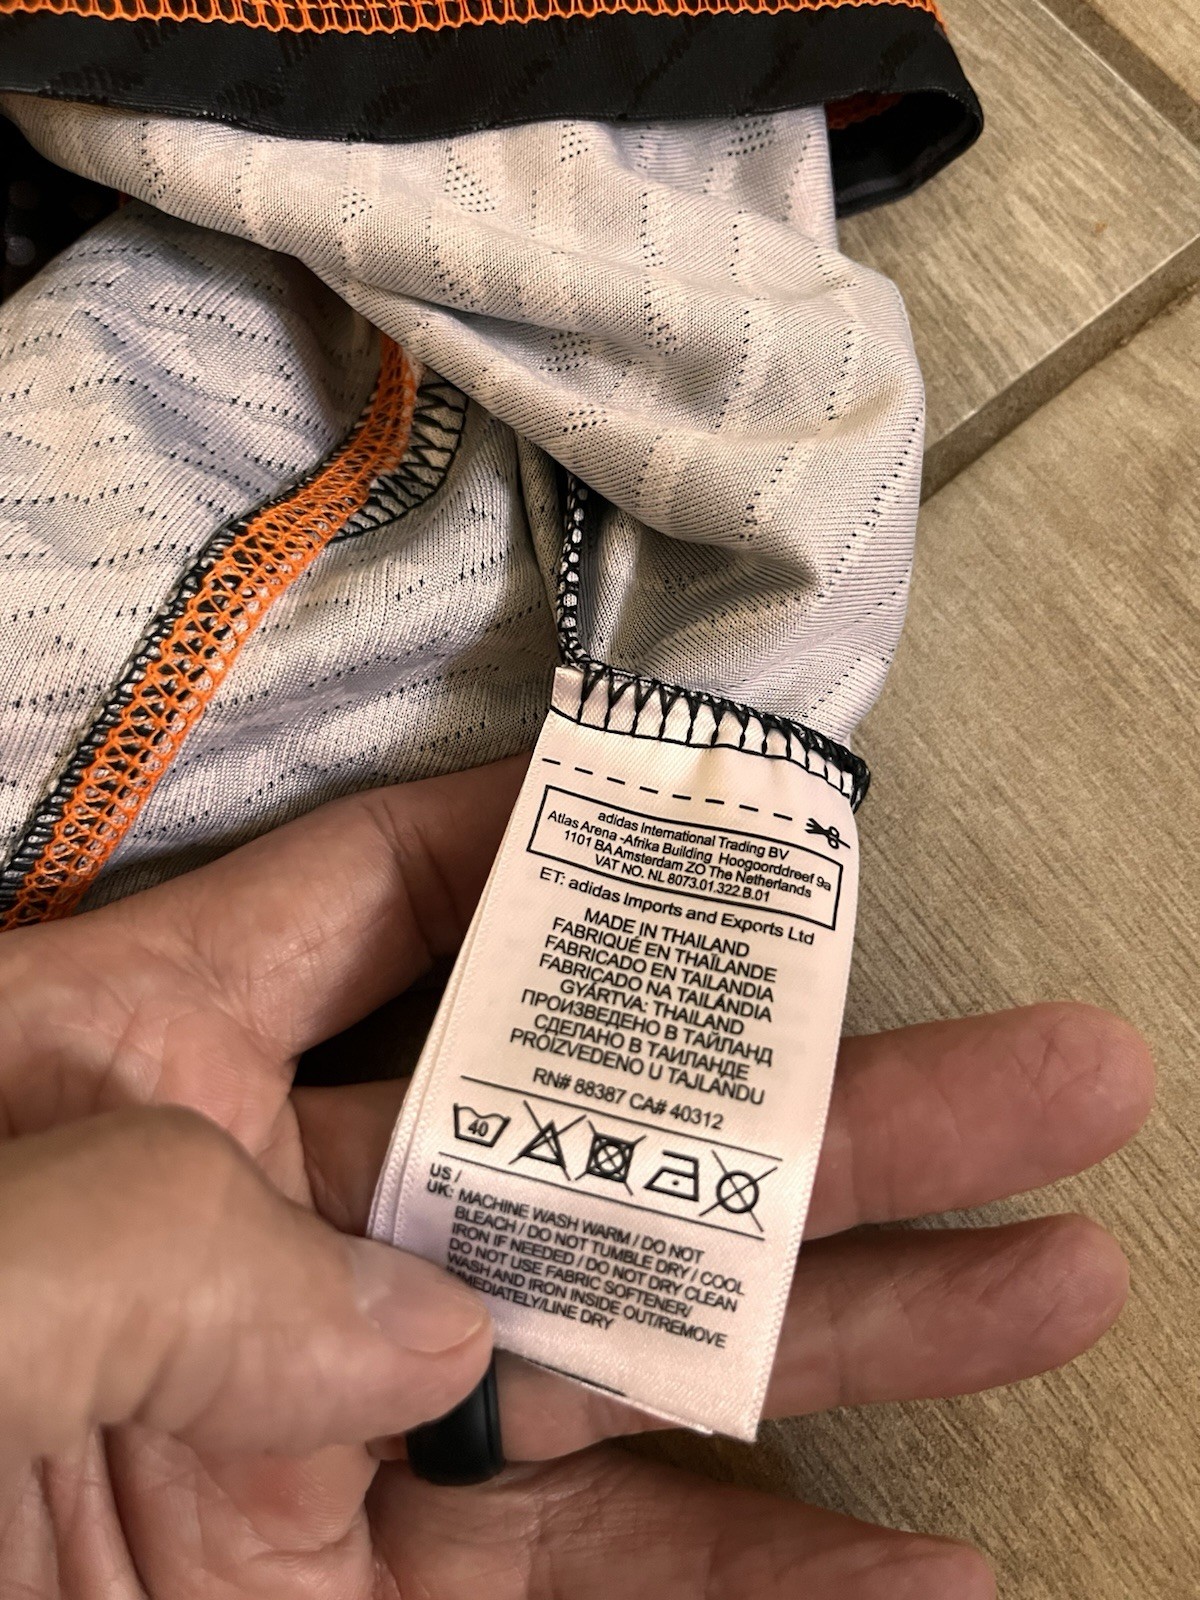 adidas International Trading BV
Atlas Arena -Afrika Building Hoogoorddreef 9a
1101 BA Amsterdam ZO The Netherlands
VAT NO. NL 8073.01.322.B.01
ET: adidas Imports and Exports Ltd
MADE IN THAILAND
FABRIQUÉ EN THAÏLANDE
FABRICADO EN TAILANDIA
FABRICADO NA TAILÂNDIA
GYÁRTVA: THAILAND
ПРОИЗВЕДЕНО В ТАЙЛАНД
СДЕЛАНО В ТАИЛАНДЕ
PROIZVEDENO U TAJLANDU
RN# 88387 CA# 40312
40
US /
UK: MACHINE WASH WARM / DO NOT
BLEACH / DO NOT TUMBLE DRY / COOL
IRON IF NEEDED / DO NOT DRY CLEAN
DO NOT USE FABRIC SOFTENER/
WASH AND IRON INSIDE OUT/REMOVE
IMMEDIATELY/LINE DRY